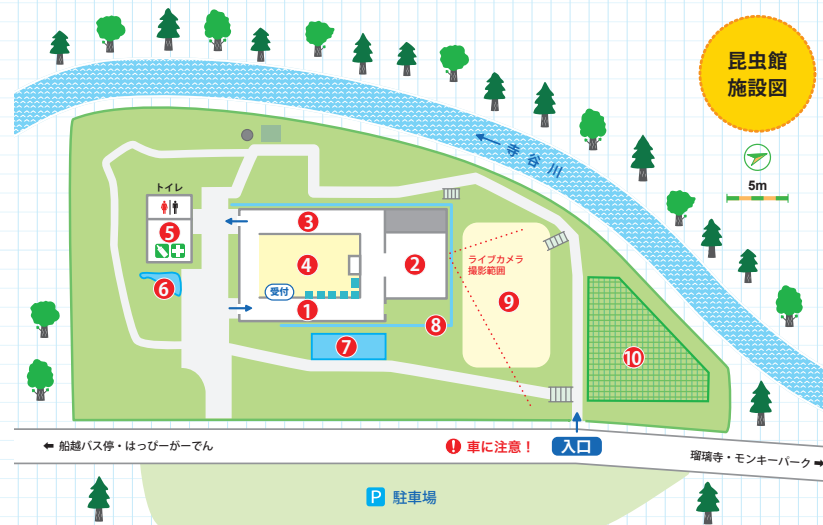 昆虫館
施設図
5m
寺谷川
トイレ
5
6
3
4
2
受付
1
7
8
ライブカメラ
撮影範囲
9
10
← 船越バス停・はっぴーがーでん
! 車に注意！
入口
瑠璃寺・モンキーパーク →
P 駐車場